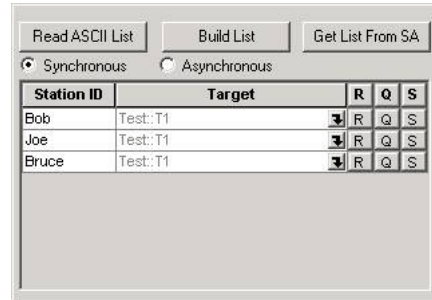 Read ASCII List Build List Get List From SA
Synchronous Asynchronous
Station ID Target R Q S
Bob Test::T1 R Q S
Joe Test::T1 R Q S
Bruce Test::T1 R Q S